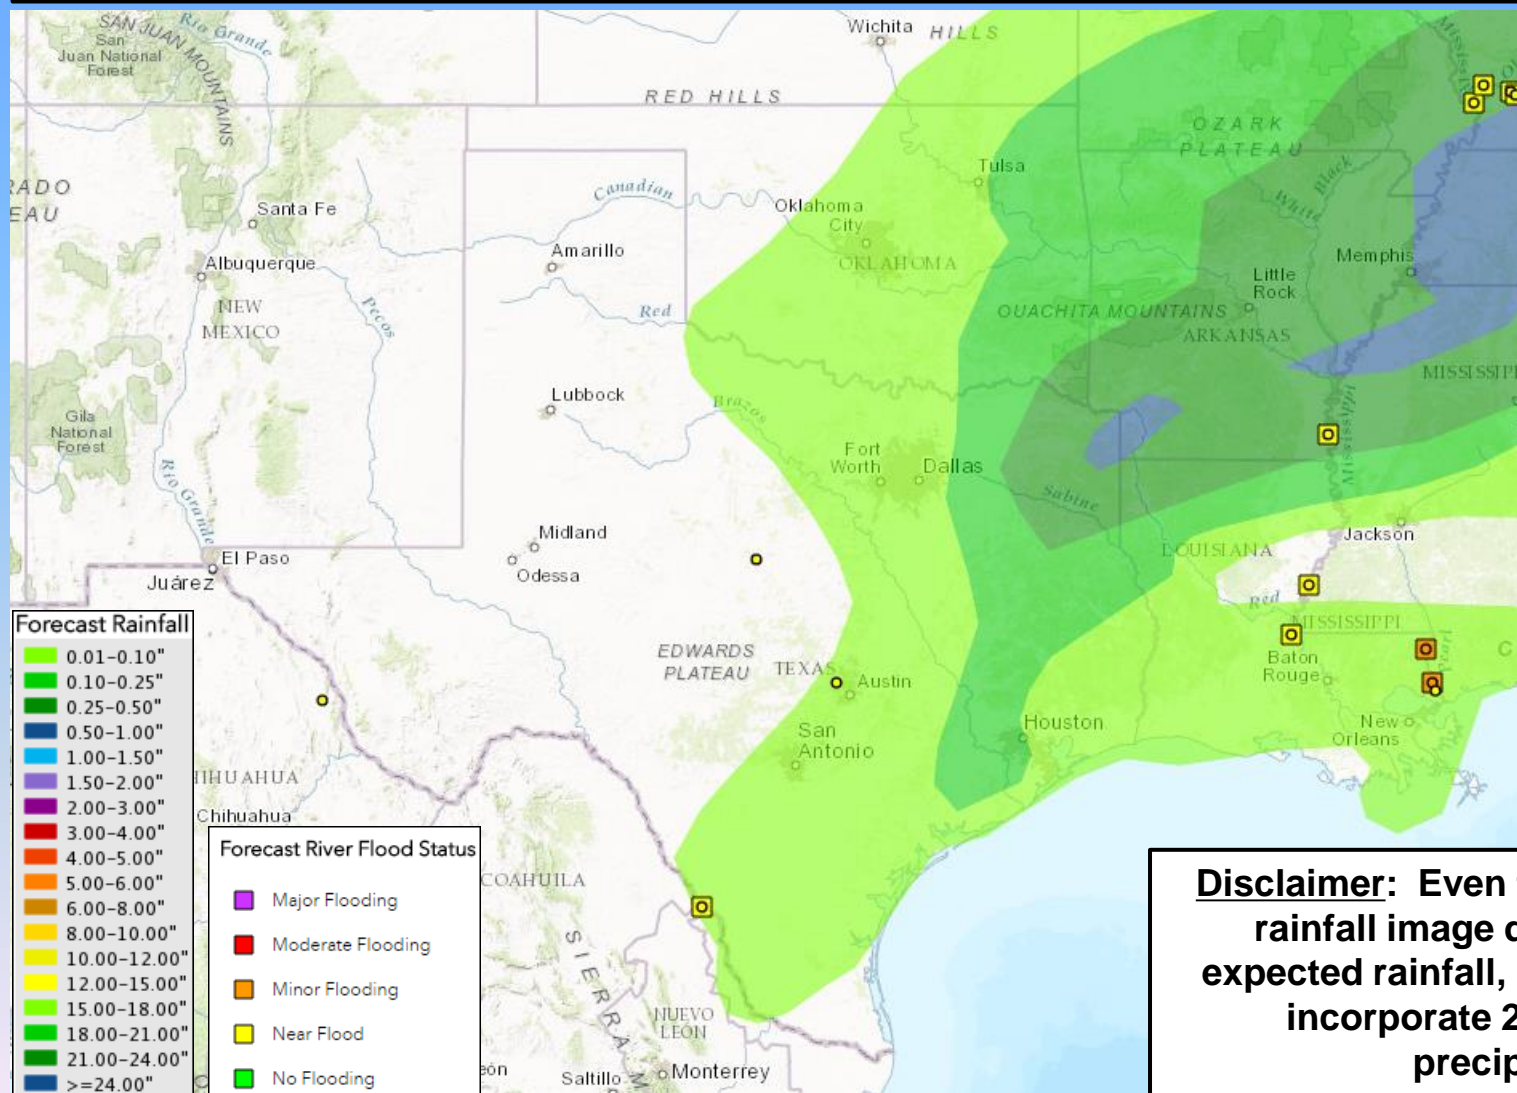 Wichita
HILLS
SAN JUAN MOUNTAINS
Rio Grande
San
Juan National
Forest
RED HILLS
OZARK
PLATEAU
Mississi
Tulsa
Black
White
RADO
EAU
Santa Fe
Canadian
Oklahoma
City
OKLAHOMA
Amarillo
Albuquerque
Memphis
Little
Rock
NEW
MEXICO
Pecos
Red
OUACHITA MOUNTAINS
ARKANSAS
MISSISSIP
Lubbock
Brazos
Gila
National
Forest
Fort
Worth
Dallas
Mississippi
Rio Grande
Sabine
Midland
Odessa
Jackson
El Paso
Juárez
LOUISIANA
Red
MISSISSIPPI
Pearl
C
EDWARDS
PLATEAU
TEXAS
Austin
Baton
Rouge
San
Antonio
Houston
New
Orleans
HIHUAHUA
Chihuahua
COAHUILA
SIERRA M
NUEVO
LEÓN
eón
Saltillo
Monterrey
Forecast Rainfall
0.01-0.10"
0.10-0.25"
0.25-0.50"
0.50-1.00"
1.00-1.50"
1.50-2.00"
2.00-3.00"
3.00-4.00"
4.00-5.00"
5.00-6.00"
6.00-8.00"
8.00-10.00"
10.00-12.00"
12.00-15.00"
15.00-18.00"
18.00-21.00"
21.00-24.00"
>=24.00"
Forecast River Flood Status
Major Flooding
Moderate Flooding
Minor Flooding
Near Flood
No Flooding
Disclaimer: Even
rainfall image
expected rainfall,
incorporate 2
precip